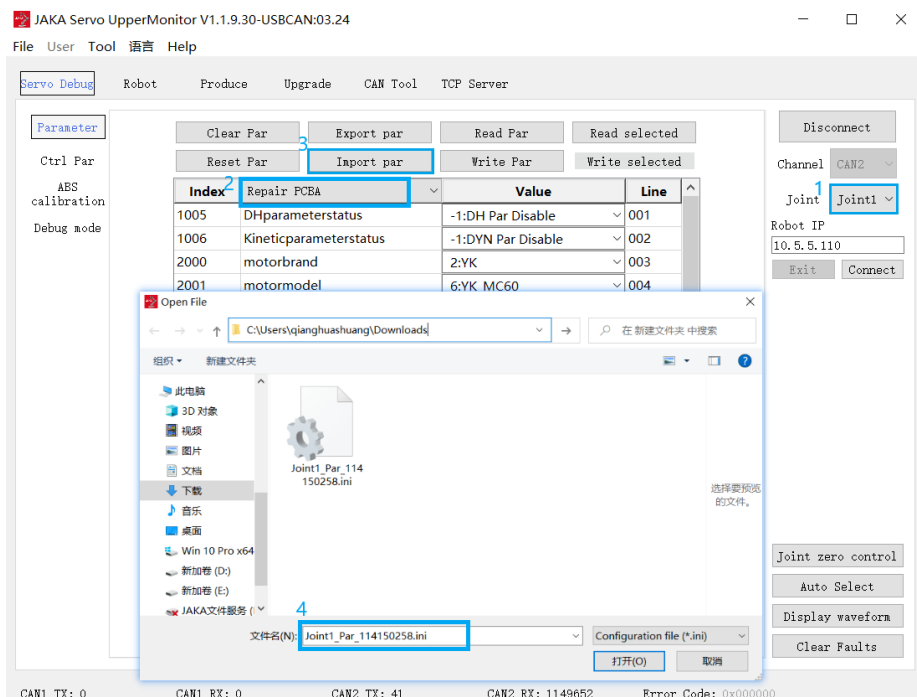 JAKA Servo UpperMonitor V1.1.9.30-USBCAN:03.24
File User Tool 语言 Help
Servo Debug Robot Produce Upgrade CAN Tool TCP Server
Parameter
Ctrl Par
ABS
calibration
Debug mode
Clear Par Export par Read Par Read selected
3
Reset Par Import par Write Par Write selected
Index 2 Repair PCBA Value Line
1005 DHparameterstatus -1:DH Par Disable 001
1006 Kineticparameterstatus -1:DYN Par Disable 002
2000 motorbrand 2:YK 003
2001 motormodel 6:YK MC60 004
Disconnect
Channel CAN2
1
Joint Joint1
Robot IP
10.5.5.110
Exit Connect
Open File
C:\Users\qianghuashuang\Downloads
在 新建文件夹 中搜索
组织 新建文件夹
此电脑
3D 对象
视频
图片
文档
下载
音乐
桌面
Win 10 Pro x64
新加卷 (D:)
新加卷 (E:)
JAKA文件服务 (
Joint1_Par_114
150258.ini
选择要预览
的文件。
4
文件名(N): Joint1_Par_114150258.ini Configuration file (*.ini)
打开(O) 取消
Joint zero control
Auto Select
Display waveform
Clear Faults
CAN1 TX: 0 CAN1 RX: 0 CAN2 TX: 41 CAN2 RX: 1149652 Error Code: 0x000000